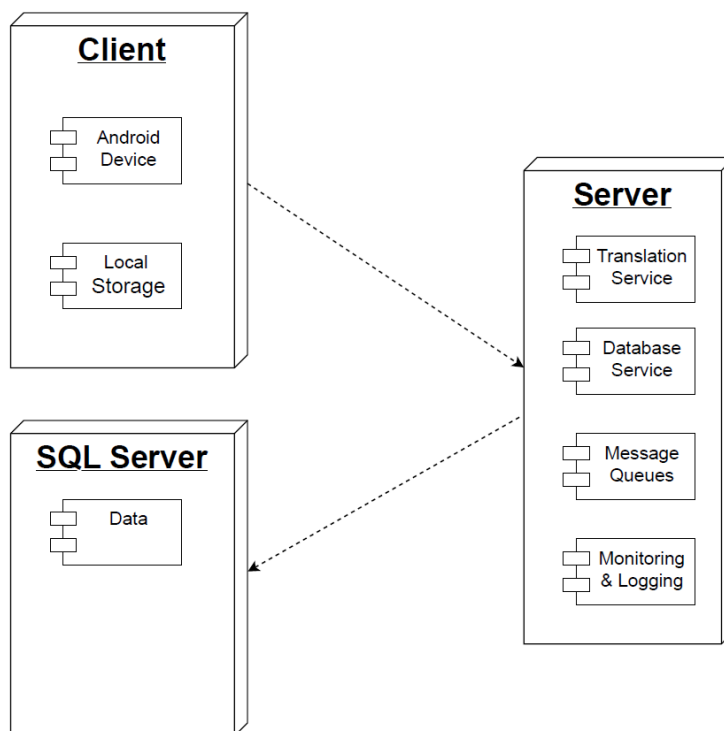 Client
Android
Device
Local
Storage
Server
Translation
Service
Database
Service
Message
Queues
Monitoring
& Logging
SQL Server
Data